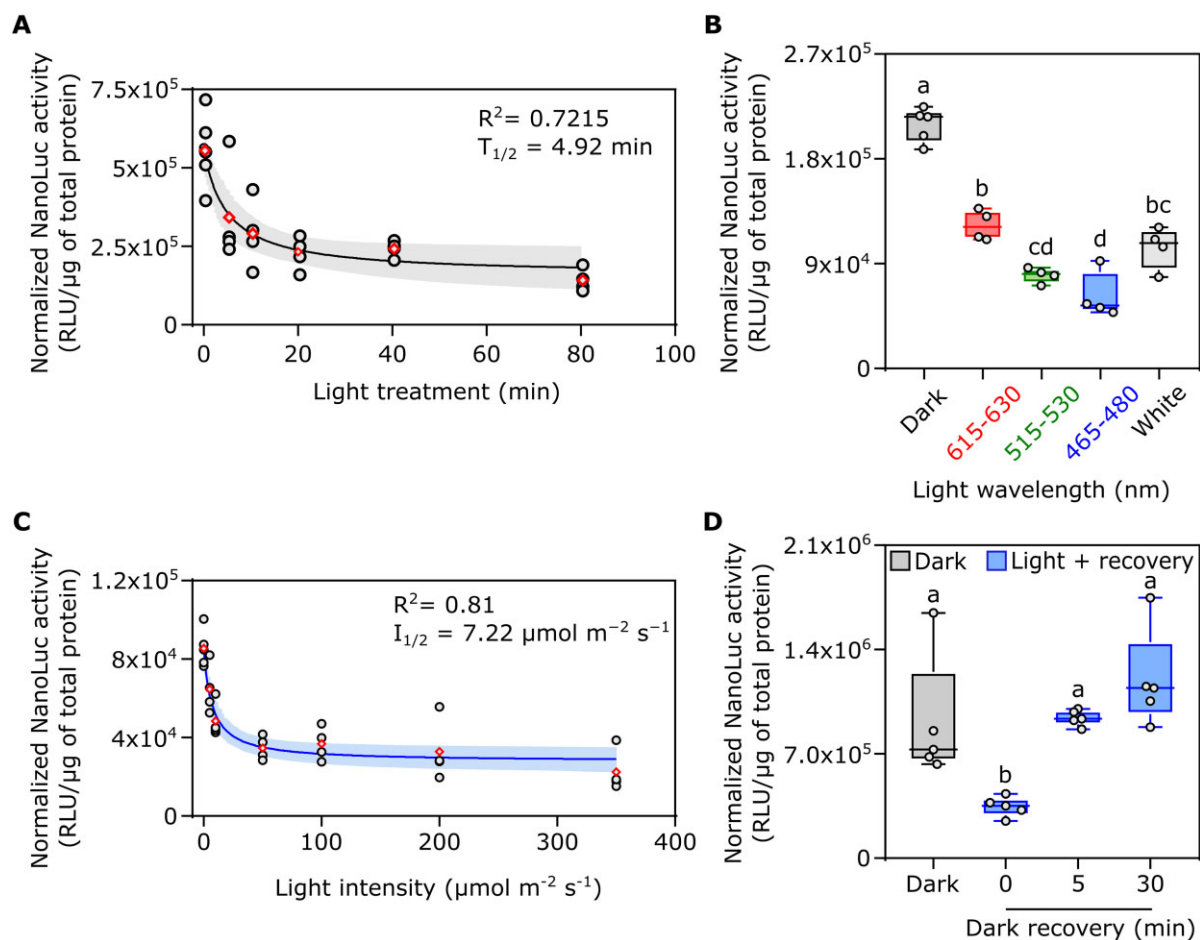 A
Normalized NanoLuc activity
(RLU/µg of total protein)
7.5x10⁵
5x10⁵
2.5x10⁵
0
R²= 0.7215
T₁/₂ = 4.92 min
0 20 40 60 80 100
Light treatment (min)
B
Normalized NanoLuc activity
(RLU/µg of total protein)
2.7x10⁵
1.8x10⁵
9x10⁴
0
a
b
cd
d
bc
Dark
615-630
515-530
465-480
White
Light wavelength (nm)
C
Normalized NanoLuc activity
(RLU/µg of total protein)
1.2x10⁵
8x10⁴
4x10⁴
0
R²= 0.81
I₁/₂ = 7.22 µmol m⁻² s⁻¹
0 100 200 300 400
Light intensity (µmol m⁻² s⁻¹)
D
Normalized NanoLuc activity
(RLU/µg of total protein)
2.1x10⁶
1.4x10⁶
7.0x10⁵
0
Dark Light + recovery
a
b
a
a
Dark 0 5 30
Dark recovery (min)